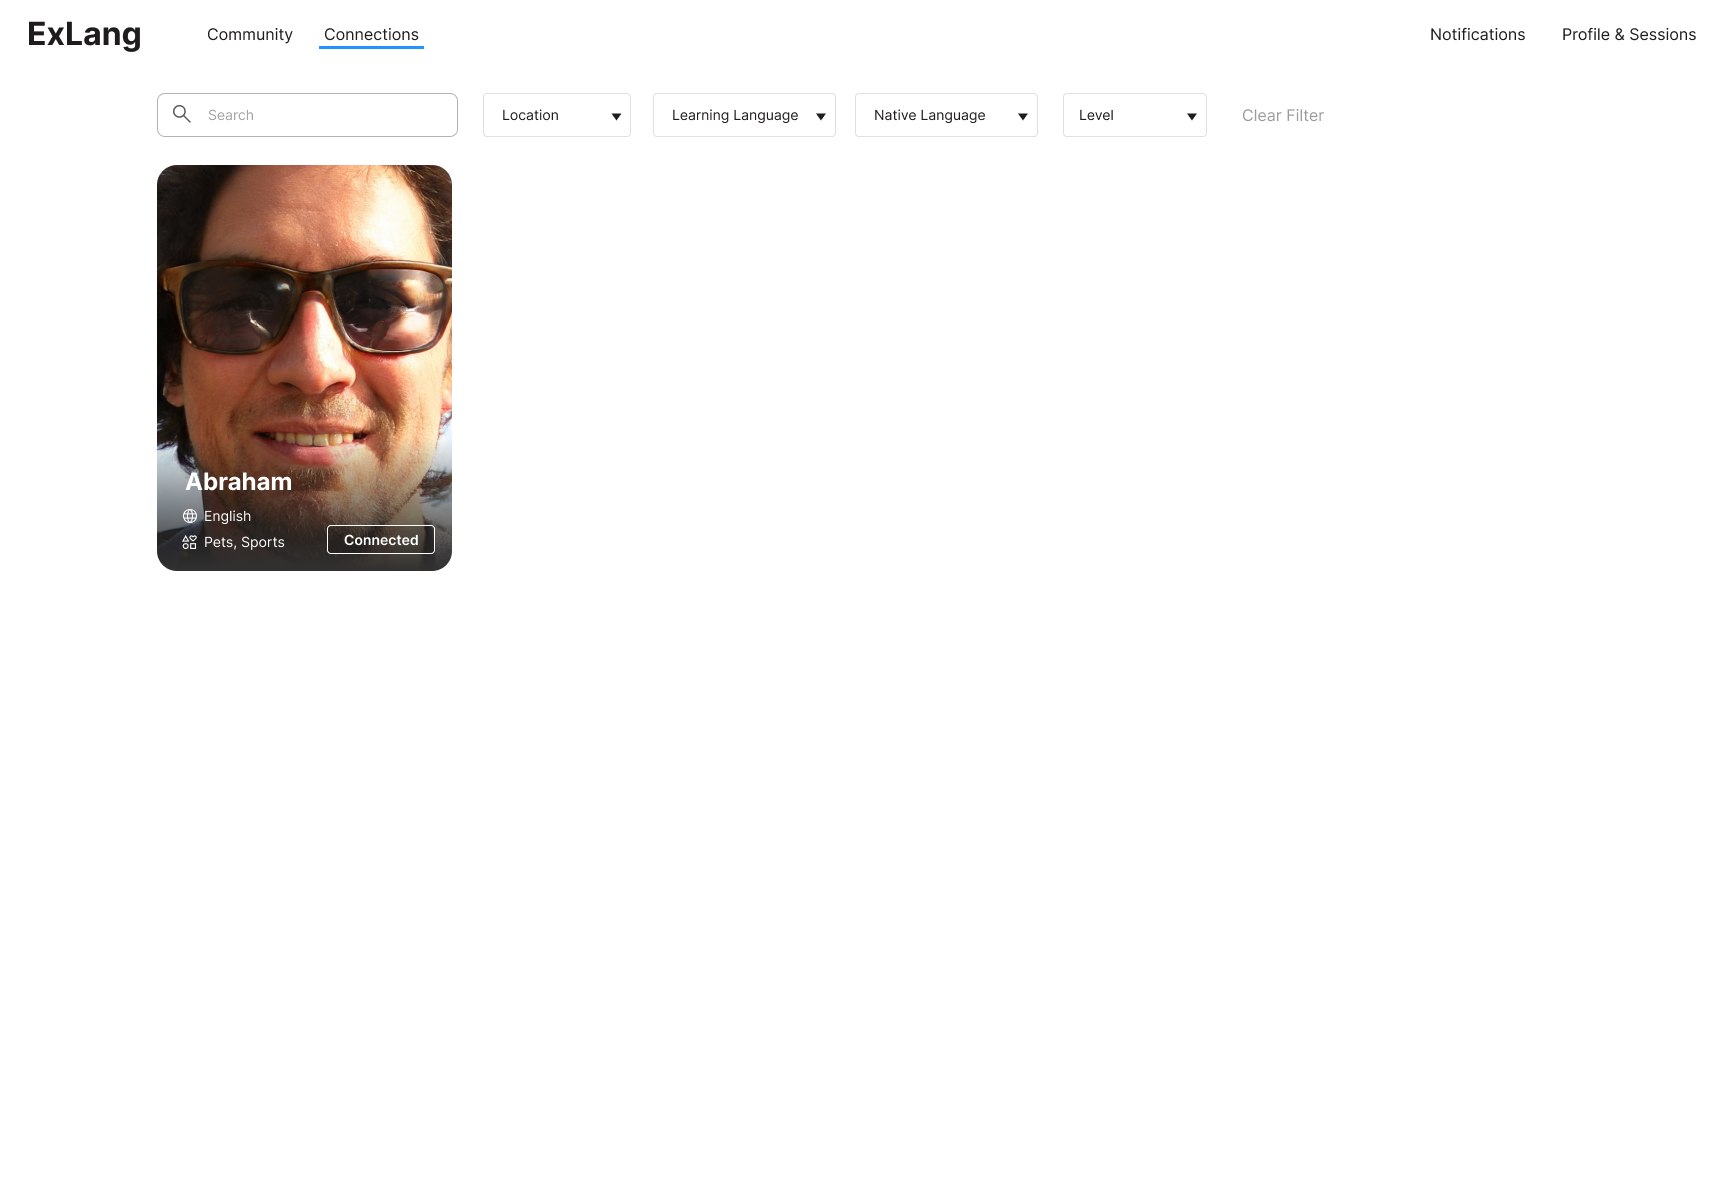 ExLang
Community
Connections
Notifications
Profile & Sessions
Search
Location
Learning Language
Native Language
Level
Clear Filter
Abraham
English
Pets, Sports
Connected